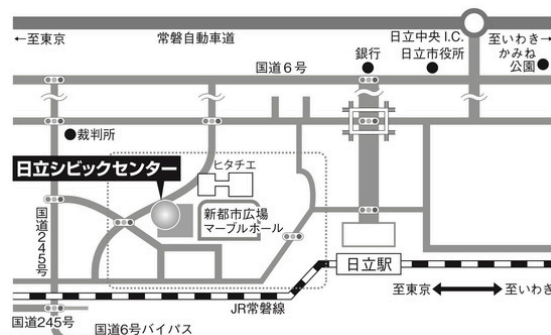 ←至東京
常磐自動車道
日立中央I.C.
至いわき→
銀行
日立市役所
かみね
公園
国道6号
裁判所
日立シビックセンター
ヒタチエ
新都市広場
マーブルホール
国道245号
日立駅
至東京
至いわき
JR常磐線
国道245号
国道6号バイパス